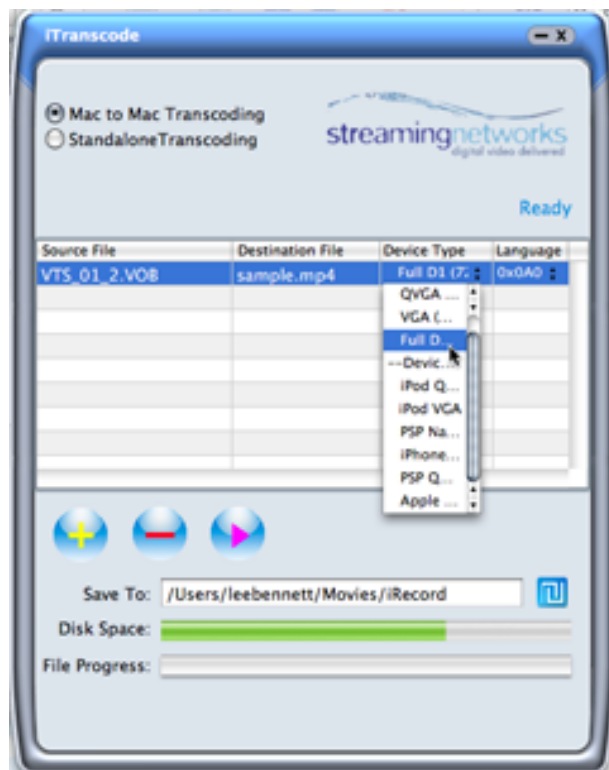 iTranscode
Mac to Mac Transcoding
StandaloneTranscoding
streamingnetworks
digital video delivered
Ready
Source File Destination File Device Type Language
VTS_01_2.VOB sample.mp4 Full D1 (7. 0x0A0
QVGA ...
VGA (...
Full D...
--Devic...
iPod Q...
iPod VGA
PSP Na...
iPhone...
PSP Q...
Apple ...
Save To: /Users/leebennett/Movies/iRecord
Disk Space:
File Progress: